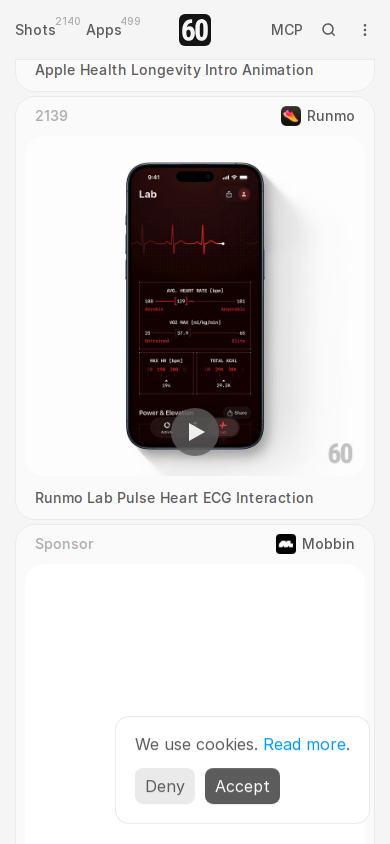 Shots 2140 Apps 499 60 MCP
Apple Health Longevity Intro Animation
2139 Runmo
9:41
Lab
AVG. HEART RATE [bpm]
VO2 MAX [ml/kg/min]
Untrained Elite
MAX HR [bpm] TOTAL KCAL
Power & Elevation Share
60
Runmo Lab Pulse Heart ECG Interaction
Sponsor Mobbin
We use cookies. Read more.
Deny Accept